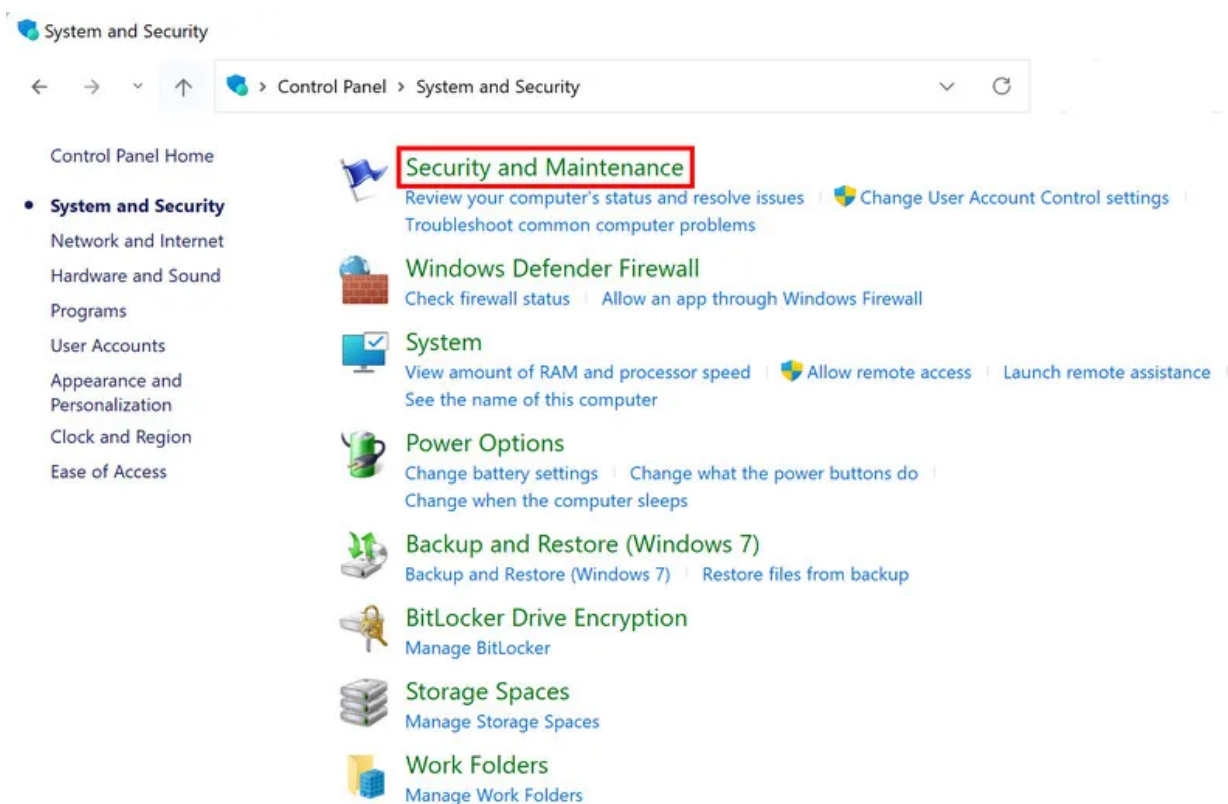 System and Security
Control Panel > System and Security
Control Panel Home
System and Security
Network and Internet
Hardware and Sound
Programs
User Accounts
Appearance and
Personalization
Clock and Region
Ease of Access
Security and Maintenance
Review your computer's status and resolve issues Change User Account Control settings
Troubleshoot common computer problems
Windows Defender Firewall
Check firewall status Allow an app through Windows Firewall
System
View amount of RAM and processor speed Allow remote access Launch remote assistance
See the name of this computer
Power Options
Change battery settings Change what the power buttons do
Change when the computer sleeps
Backup and Restore (Windows 7)
Backup and Restore (Windows 7) Restore files from backup
BitLocker Drive Encryption
Manage BitLocker
Storage Spaces
Manage Storage Spaces
Work Folders
Manage Work Folders